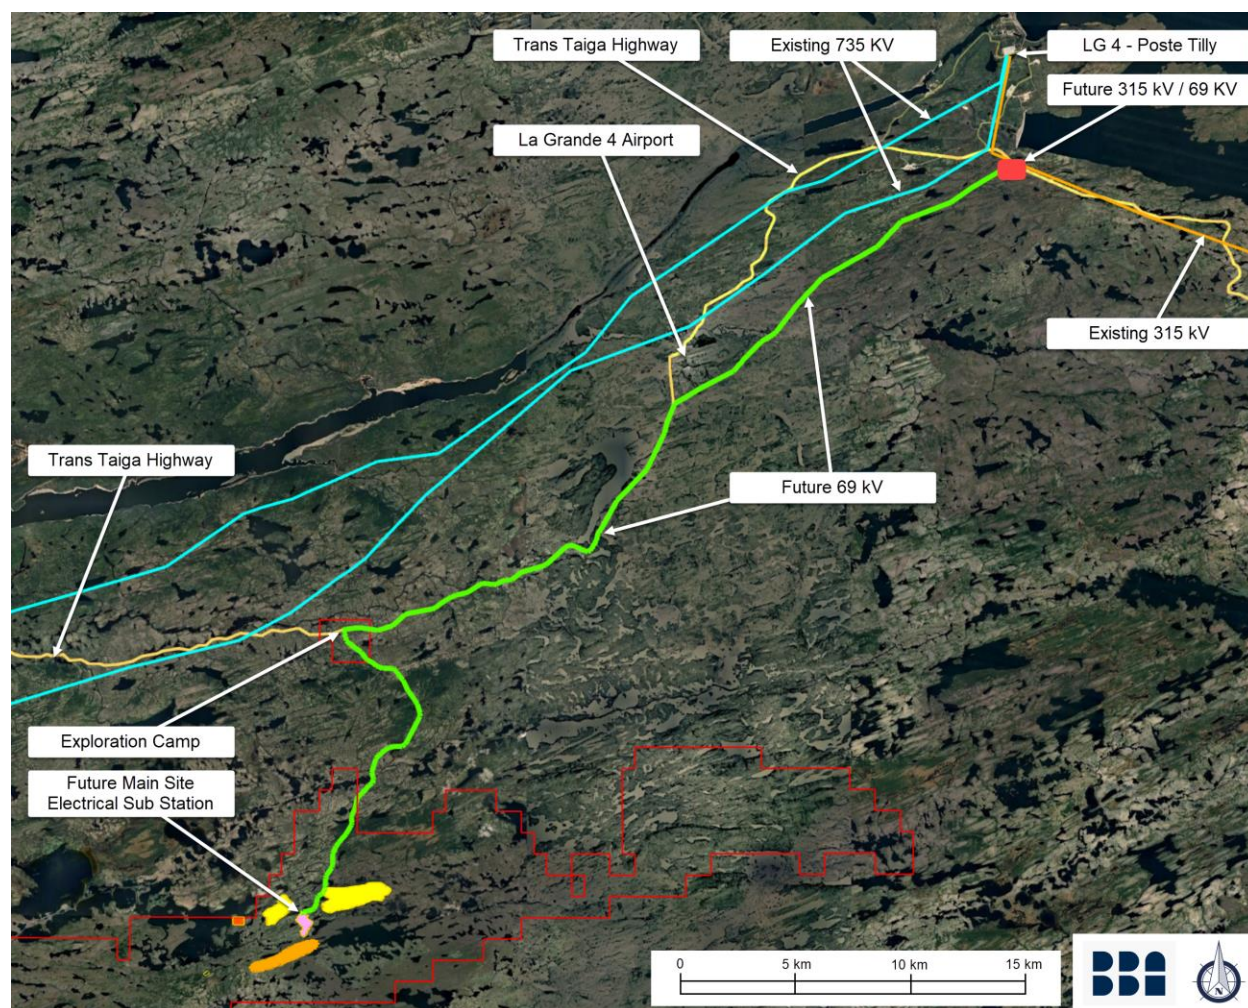 Trans Taiga Highway
Existing 735 KV
LG 4 - Poste Tilly
Future 315 kV / 69 KV
La Grande 4 Airport
Existing 315 kV
Trans Taiga Highway
Future 69 kV
Exploration Camp
Future Main Site
Electrical Sub Station
0 5 km 10 km 15 km
BBA
N